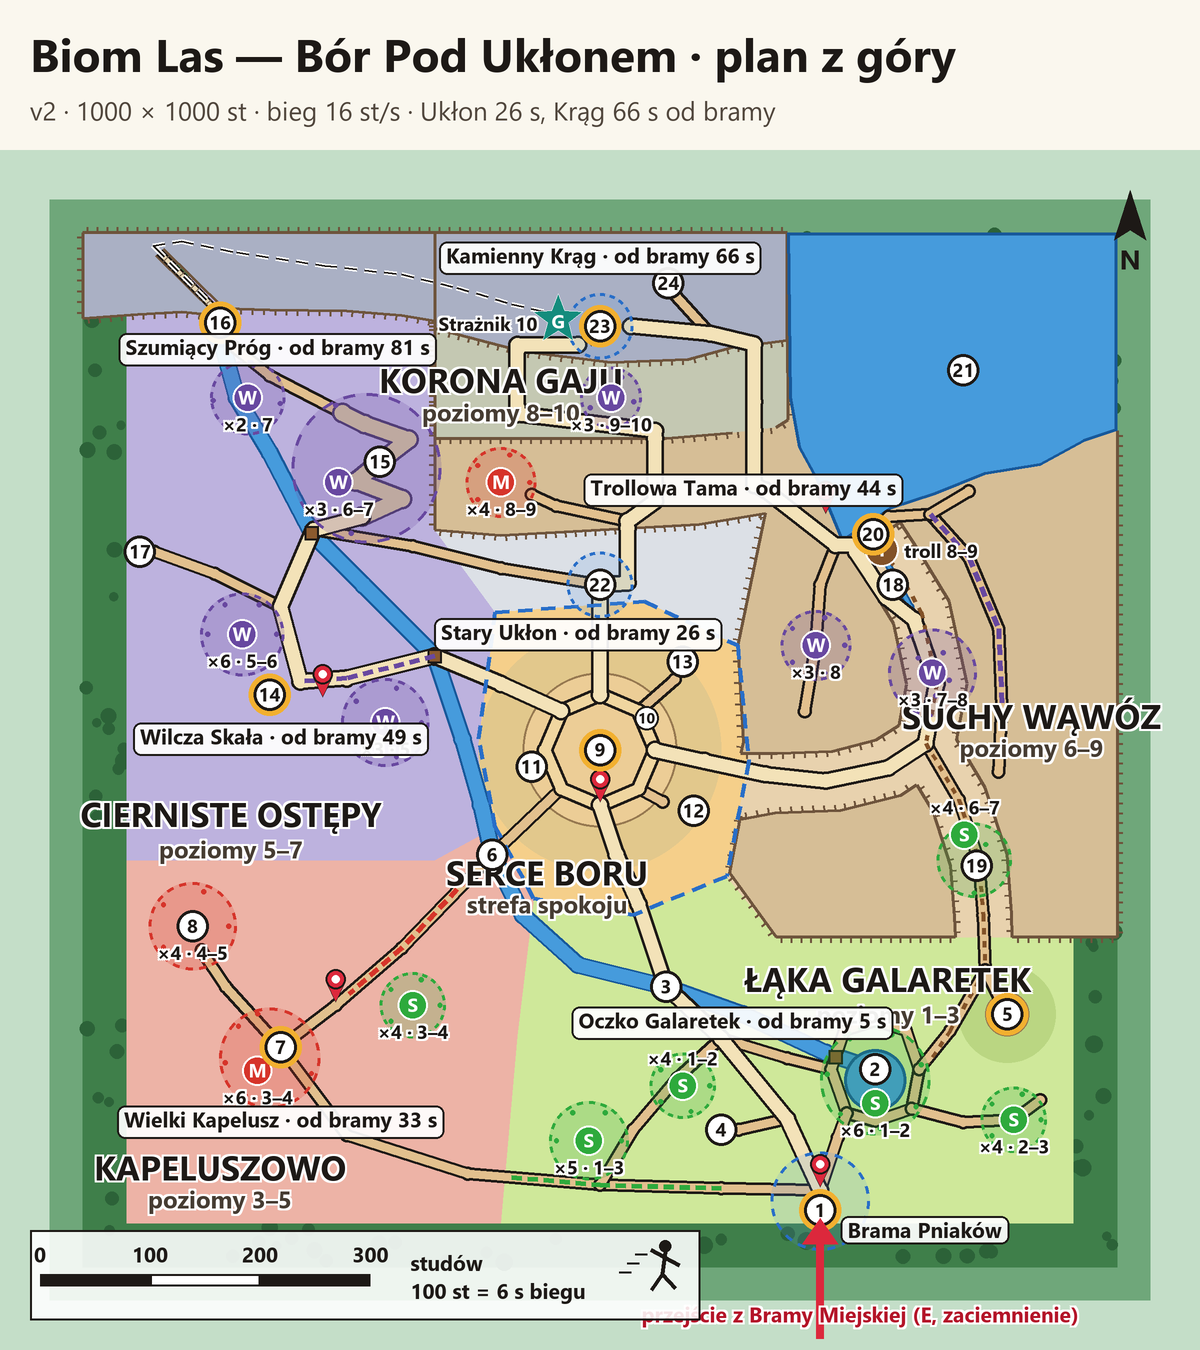 Biom Las — Bór Pod Ukłonem · plan z góry
v2 · 1000 × 1000 st · bieg 16 st/s · Ukłon 26 s, Krąg 66 s od bramy
N
Kamienny Krąg · od bramy 66 s
24
16
Strażnik 10
G
23
Szumiący Próg · od bramy 81 s
21
KORONA GAJU
poziomy 8–10
W
×2 · 7
W
×3 · 9–10
15
W
×3 · 6–7
M
×4 · 8–9
Trollowa Tama · od bramy 44 s
20
troll 8–9
17
22
18
W
×6 · 5–6
Stary Ukłon · od bramy 26 s
W
×3 · 8
13
W
×3 · 7–8
14
10
SUCHY WĄWÓZ
poziomy 6–9
W
Wilcza Skała · od bramy 49 s
9
11
12
CIERNISTE OSTĘPY
poziomy 5–7
×4 · 6–7
S
19
6
SERCE BORU
strefa spokoju
8
×4 · 4–5
3
ŁĄKA GALARETEK
1–3
5
S
×4 · 3–4
Oczko Galaretek · od bramy 5 s
7
M
×6 · 3–4
×4 · 1–2
S
2
S
×6 · 1–2
Wielki Kapelusz · od bramy 33 s
4
S
×4 · 2–3
S
×5 · 1–3
KAPELUSZOWO
poziomy 3–5
1
Brama Pniaków
0 100 200 300
studów
100 st = 6 s biegu
przejście z Bramy Miejskiej (E, zaciemnienie)